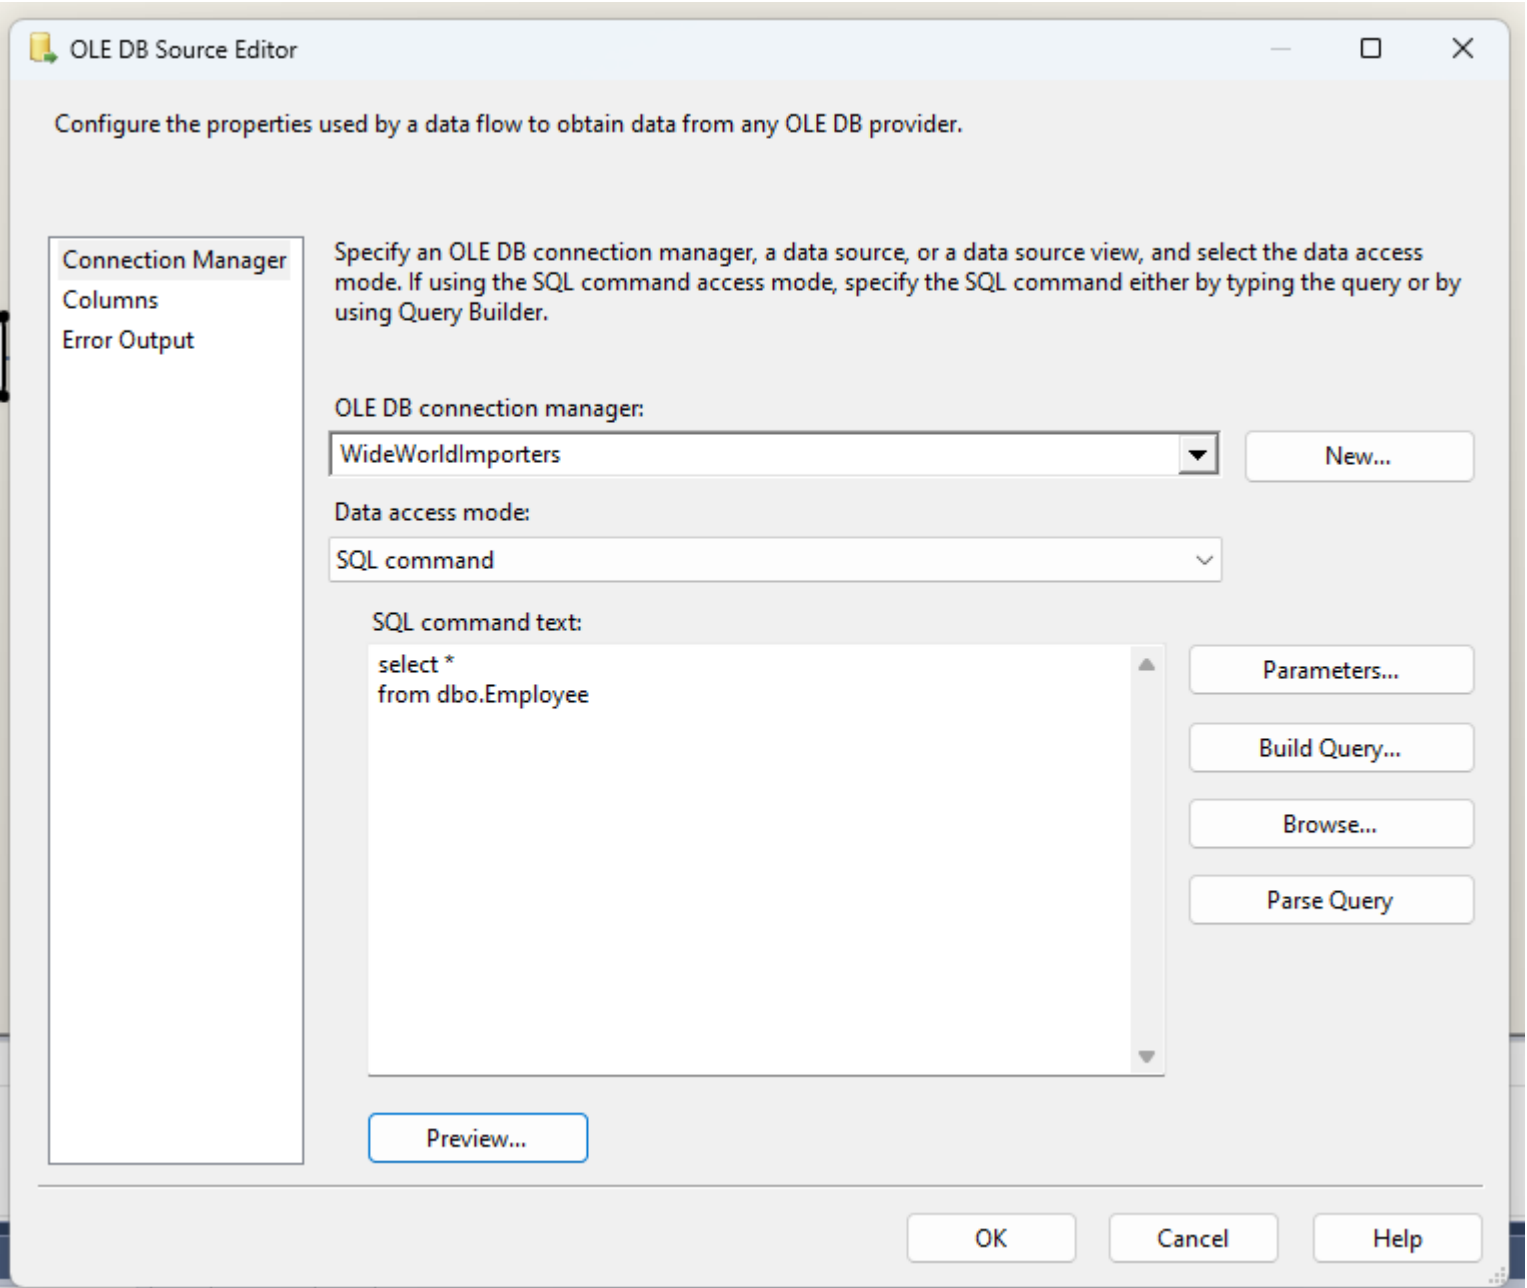 OLE DB Source Editor
Configure the properties used by a data flow to obtain data from any OLE DB provider.
Connection Manager
Columns
Error Output
Specify an OLE DB connection manager, a data source, or a data source view, and select the data access
mode. If using the SQL command access mode, specify the SQL command either by typing the query or by
using Query Builder.
OLE DB connection manager:
WideWorldImporters
New...
Data access mode:
SQL command
SQL command text:
select *
from dbo.Employee
Parameters...
Build Query...
Browse...
Parse Query
Preview...
OK
Cancel
Help